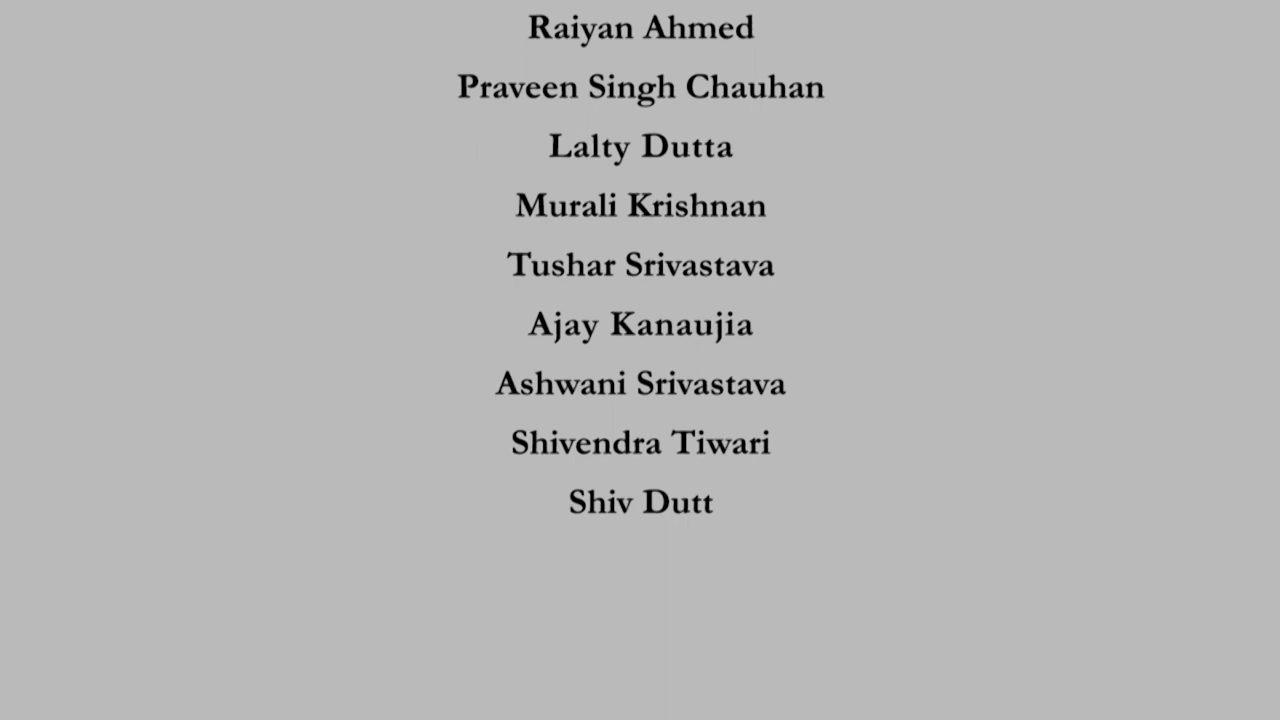 Raiyan Ahmed
Praveen Singh Chauhan
Lalty Dutta
Murali Krishnan
Tushar Srivastava
Ajay Kanaujia
Ashwani Srivastava
Shivendra Tiwari
Shiv Dutt